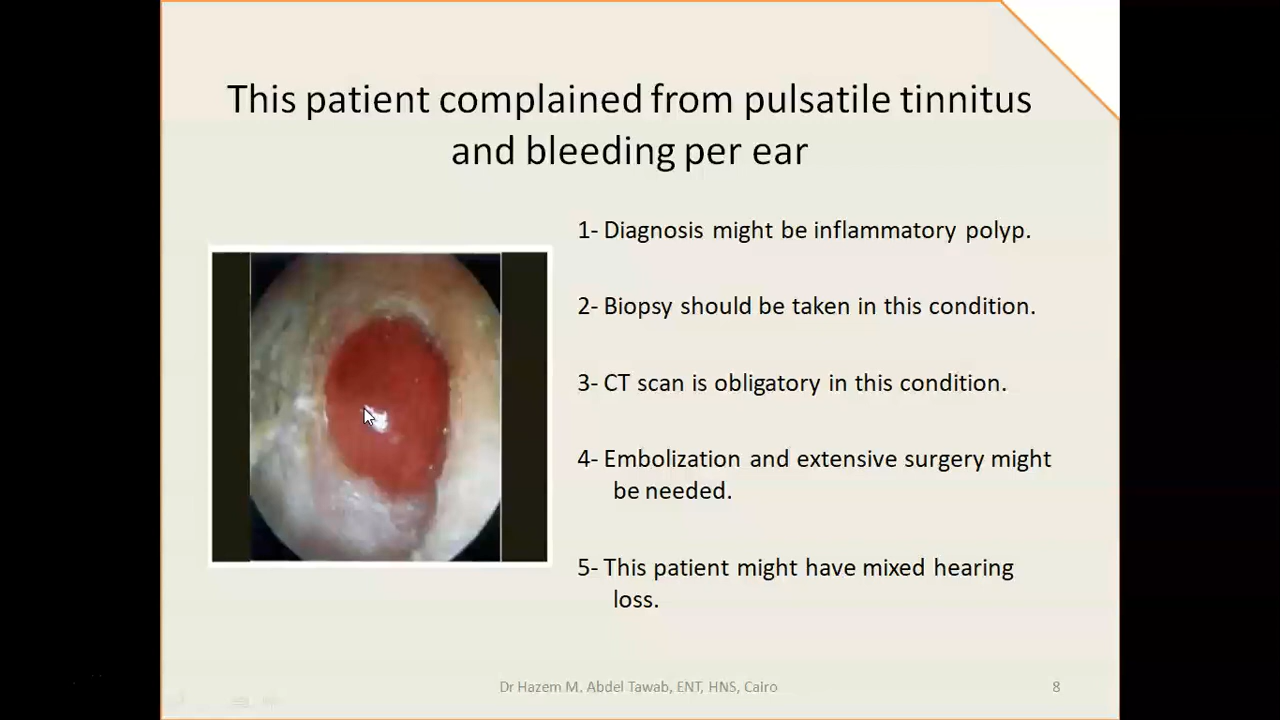 This patient complained from pulsatile tinnitus
and bleeding per ear
1- Diagnosis might be inflammatory polyp.
2- Biopsy should be taken in this condition.
3- CT scan is obligatory in this condition.
4- Embolization and extensive surgery might
be needed.
5- This patient might have mixed hearing
loss.
Dr Hazem M. Abdel Tawab, ENT, HNS, Cairo
8